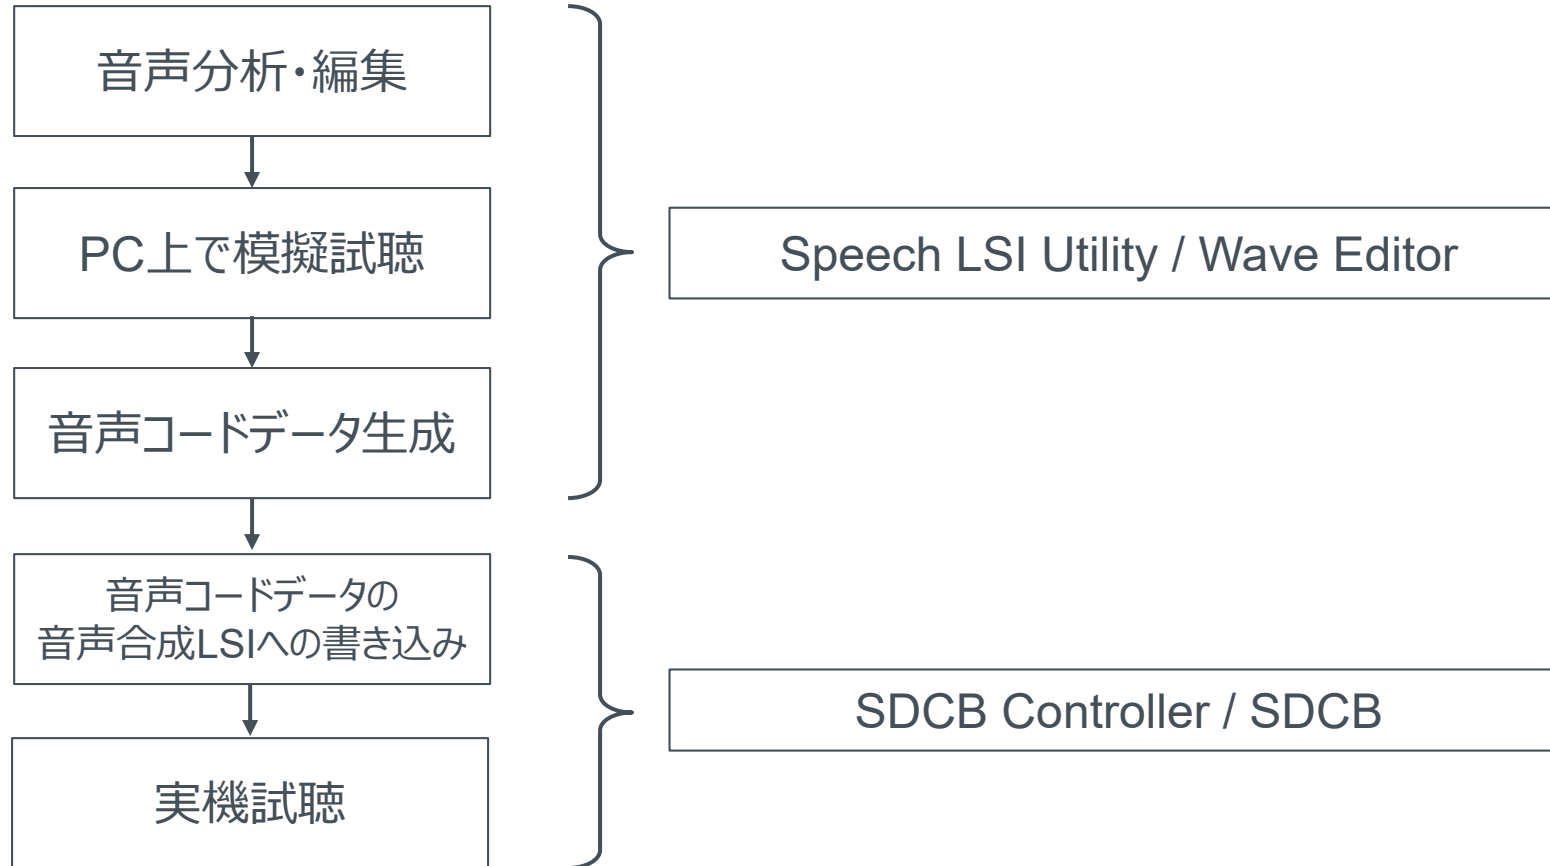 音声分析・編集
PC上で模擬試聴
Speech LSI Utility / Wave Editor
音声コードデータ生成
音声コードデータの
音声合成LSIへの書き込み
SDCB Controller / SDCB
実機試聴